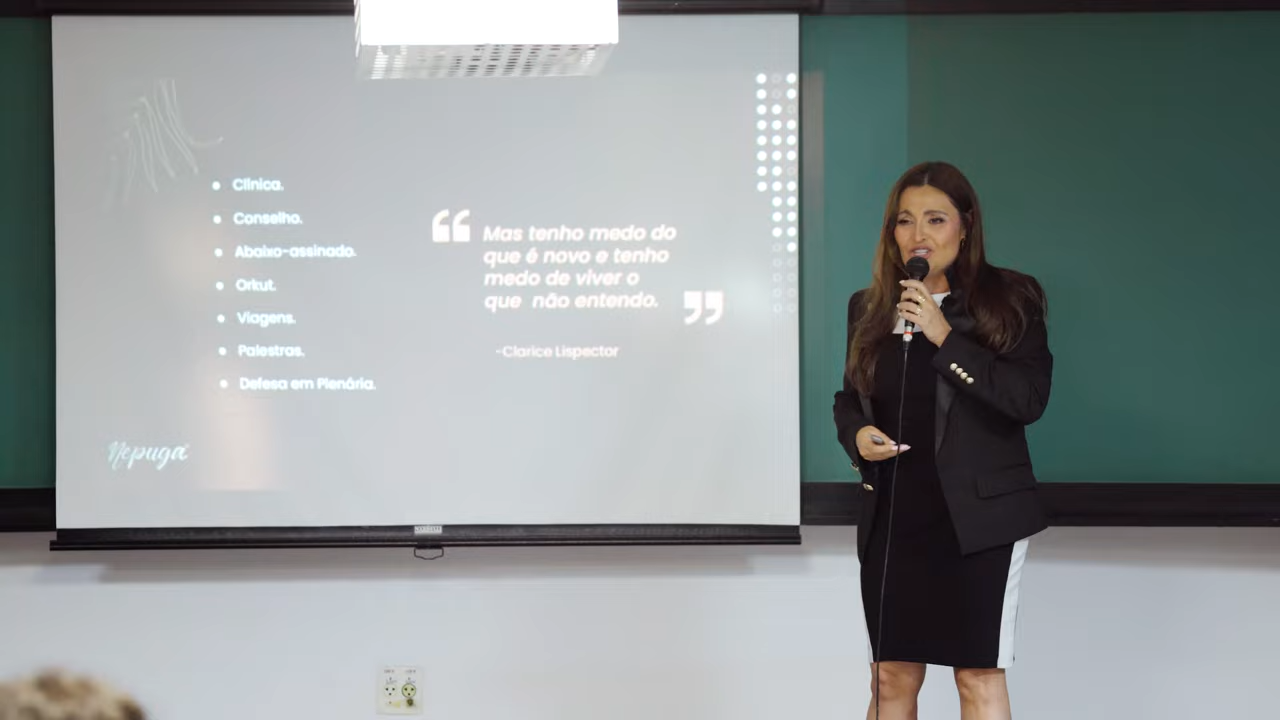 Clínica.
Conselho.
Abaixo-assinado.
Orkut.
Viagens.
Palestras.
Defesa em Plenária.
“Mas tenho medo do
que é novo e tenho
medo de viver o
que não entendo.”
-Clarice Lispector
Nepuga